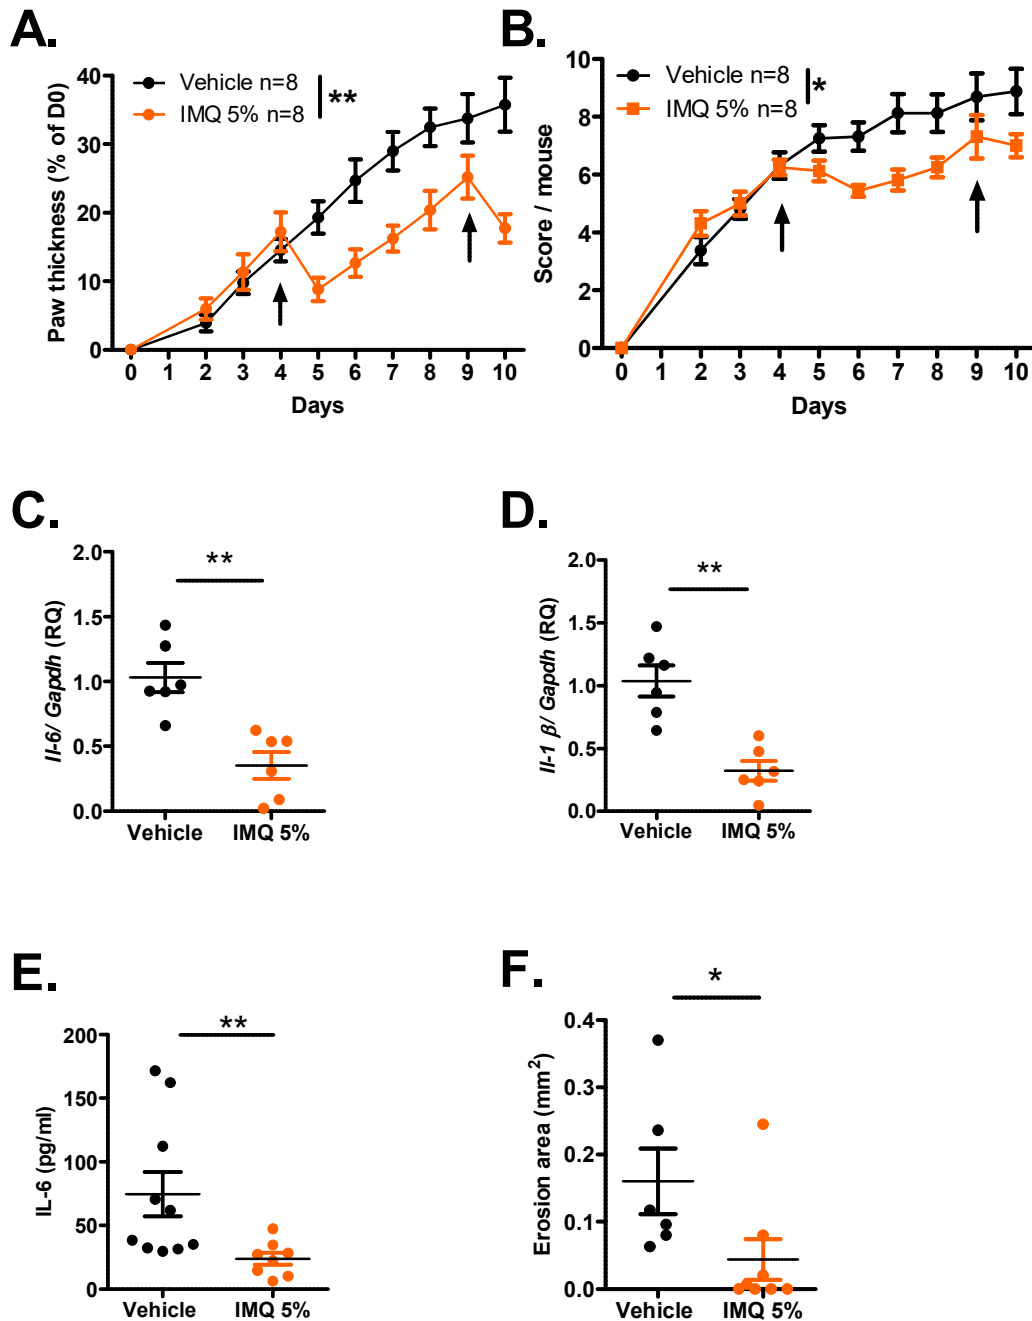 A.
Vehicle n=8
IMQ 5% n=8
**
Paw thickness (% of D0)
40
30
20
10
0
0 1 2 3 4 5 6 7 8 9 10
Days
B.
Vehicle n=8
IMQ 5% n=8
*
Score / mouse
10
8
6
4
2
0
0 1 2 3 4 5 6 7 8 9 10
Days
C.
**
Il-6/ Gapdh (RQ)
2.0
1.5
1.0
0.5
0.0
Vehicle IMQ 5%
D.
**
Il-1 β/ Gapdh (RQ)
2.0
1.5
1.0
0.5
0.0
Vehicle IMQ 5%
E.
**
IL-6 (pg/ml)
200
150
100
50
0
Vehicle IMQ 5%
F.
*
Erosion area (mm²)
0.4
0.3
0.2
0.1
0.0
Vehicle IMQ 5%